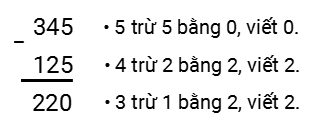 345 • 5 trừ 5 bằng 0, viết 0.
–
125 • 4 trừ 2 bằng 2, viết 2.
220 • 3 trừ 1 bằng 2, viết 2.